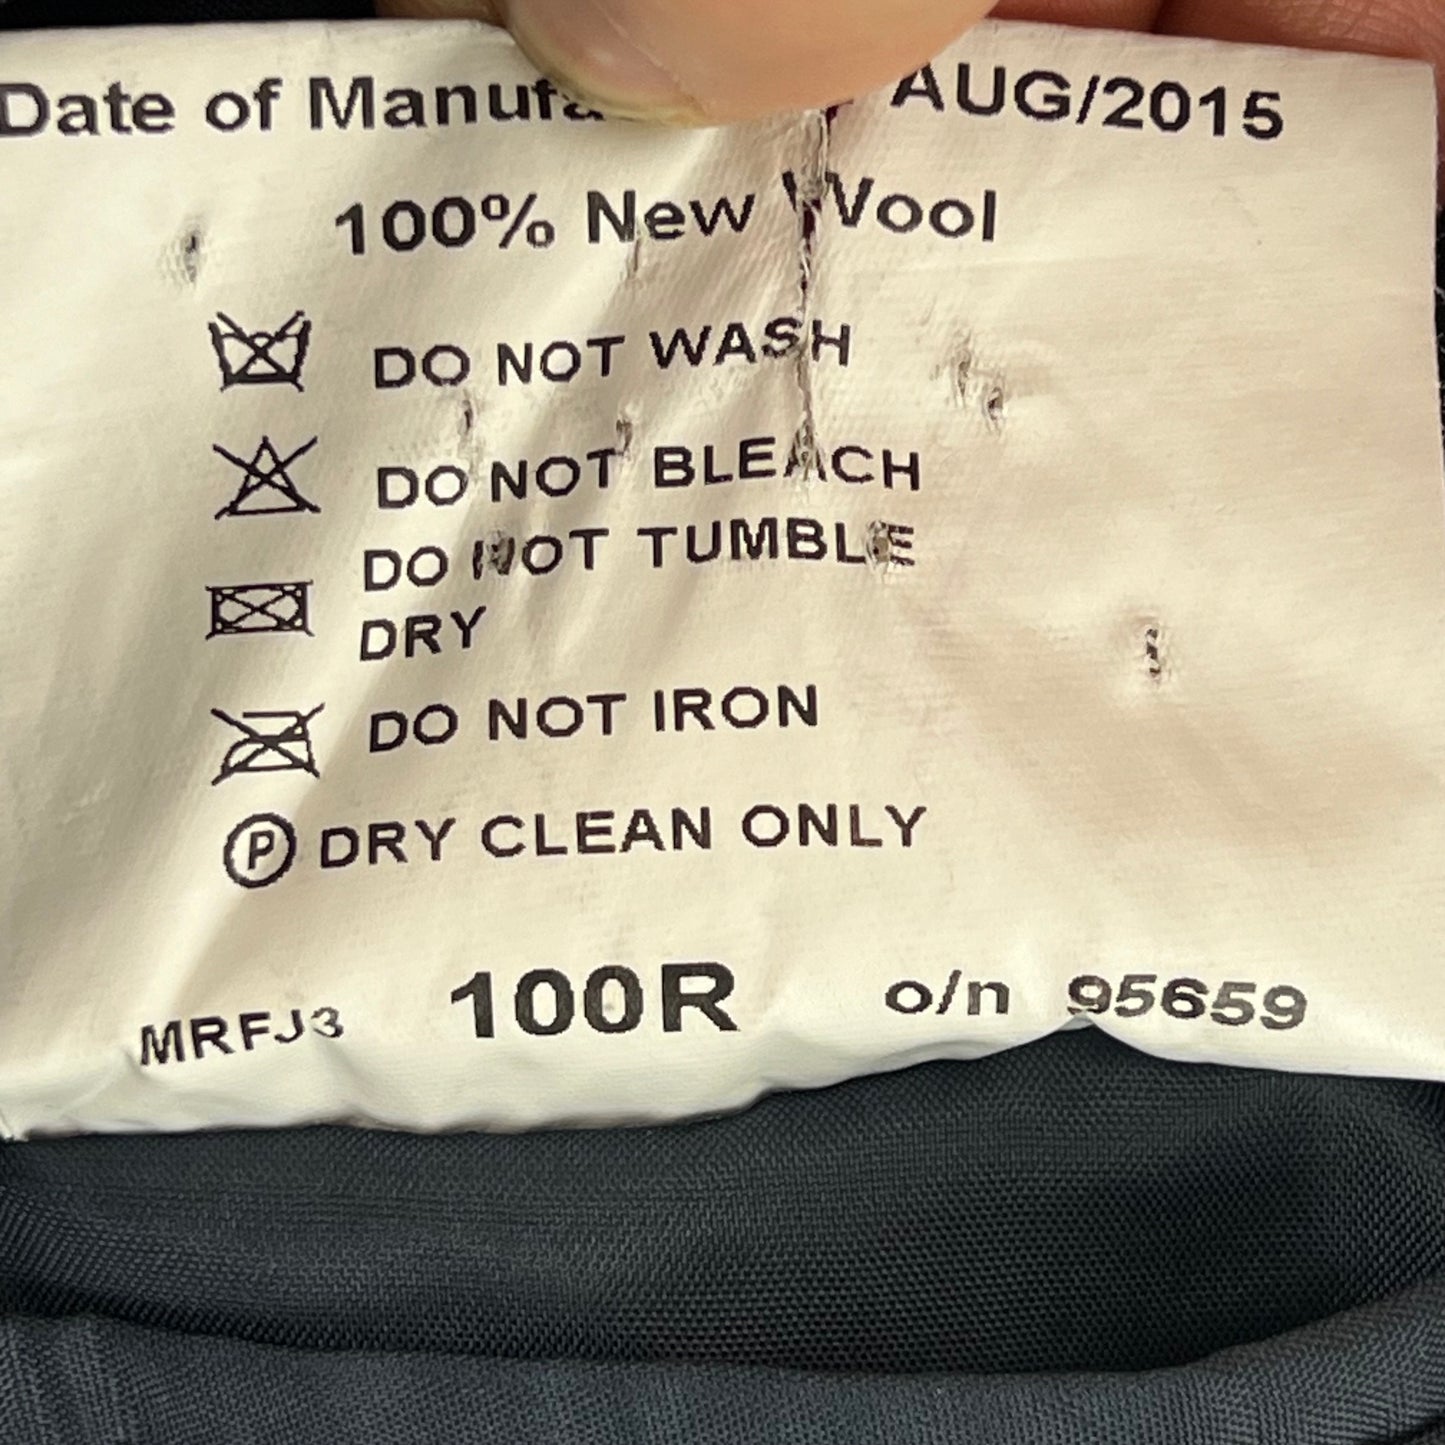 Date of Manufa AUG/2015
100% New Wool
DO NOT WASH
DO NOT BLEACH
DO NOT TUMBLE
DRY
DO NOT IRON
P DRY CLEAN ONLY
MRFJ3 100R o/n 95659